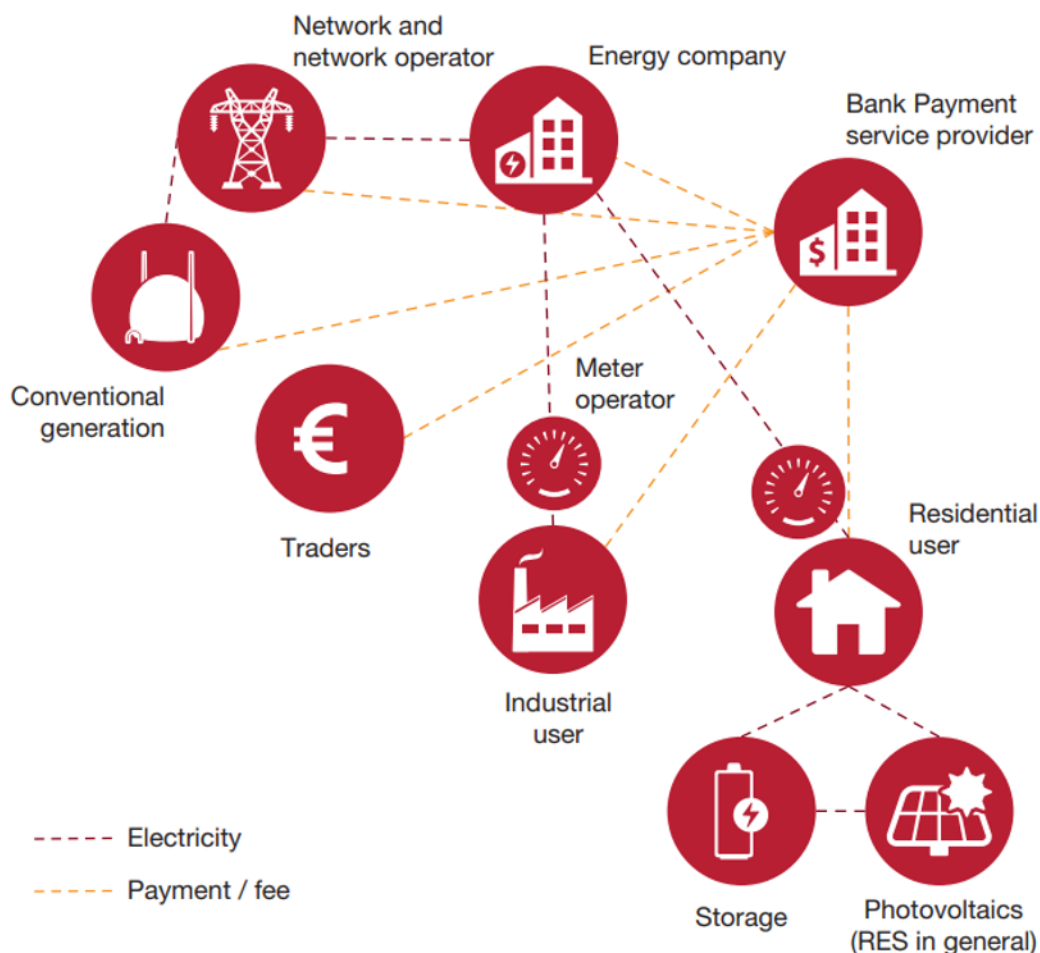 Network and
network operator
Energy company
Bank Payment
service provider
$
Conventional
generation
€
Traders
Meter
operator
Residential
user
Industrial
user
Electricity
Payment / fee
Storage
Photovoltaics
(RES in general)